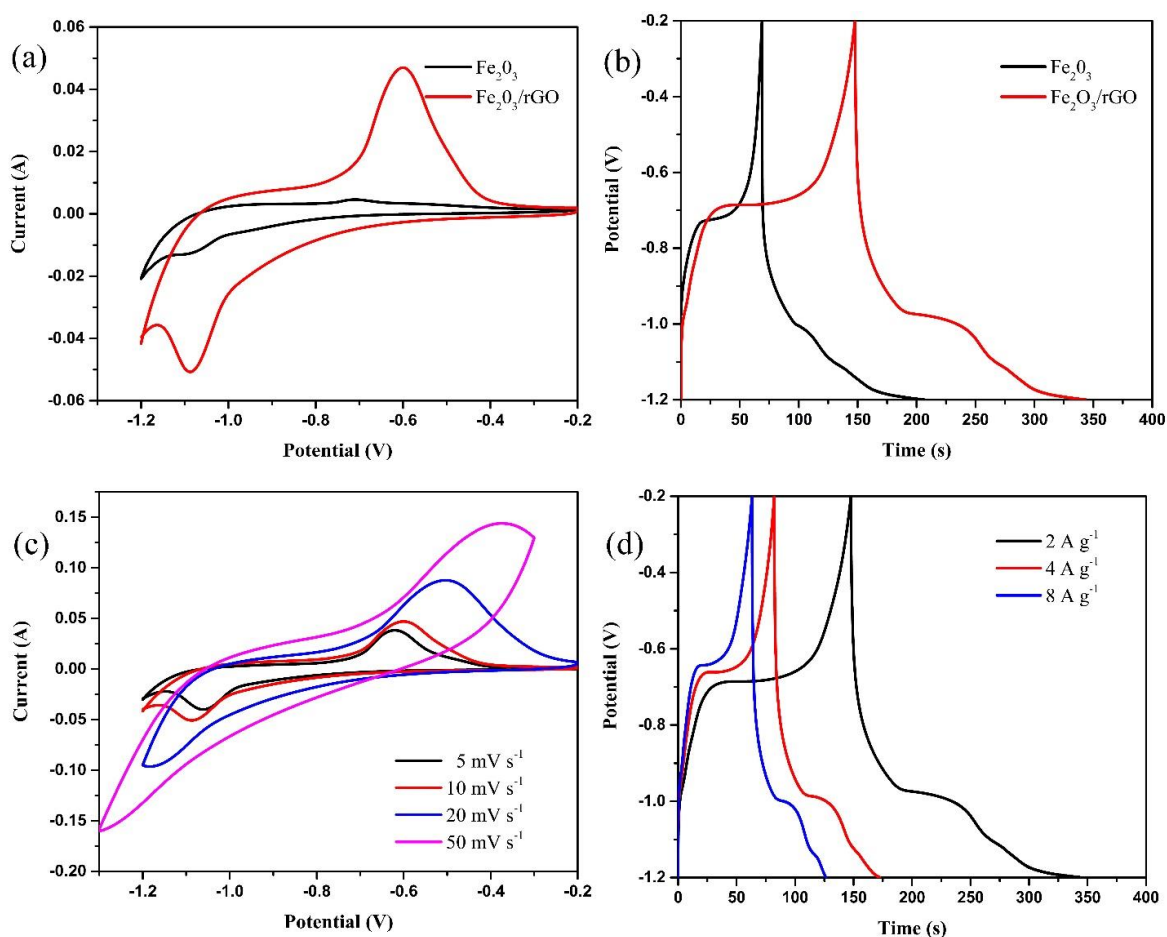 (a)
0.06
0.04
0.02
0.00
-0.02
-0.04
-0.06
Current (A)
Fe₂0₃
Fe₂0₃/rGO
-1.2
-1.0
-0.8
-0.6
-0.4
-0.2
Potential (V)
(b)
-0.2
-0.4
-0.6
-0.8
-1.0
-1.2
Potential (V)
Fe₂O₃
Fe₂O₃/rGO
0
50
100
150
200
250
300
350
400
Time (s)
(c)
0.15
0.10
0.05
0.00
-0.05
-0.10
-0.15
-0.20
Current (A)
5 mV s⁻¹
10 mV s⁻¹
20 mV s⁻¹
50 mV s⁻¹
-1.2
-1.0
-0.8
-0.6
-0.4
-0.2
Potential (V)
(d)
-0.2
-0.4
-0.6
-0.8
-1.0
-1.2
Potential (V)
2 A g⁻¹
4 A g⁻¹
8 A g⁻¹
0
50
100
150
200
250
300
350
400
Time (s)